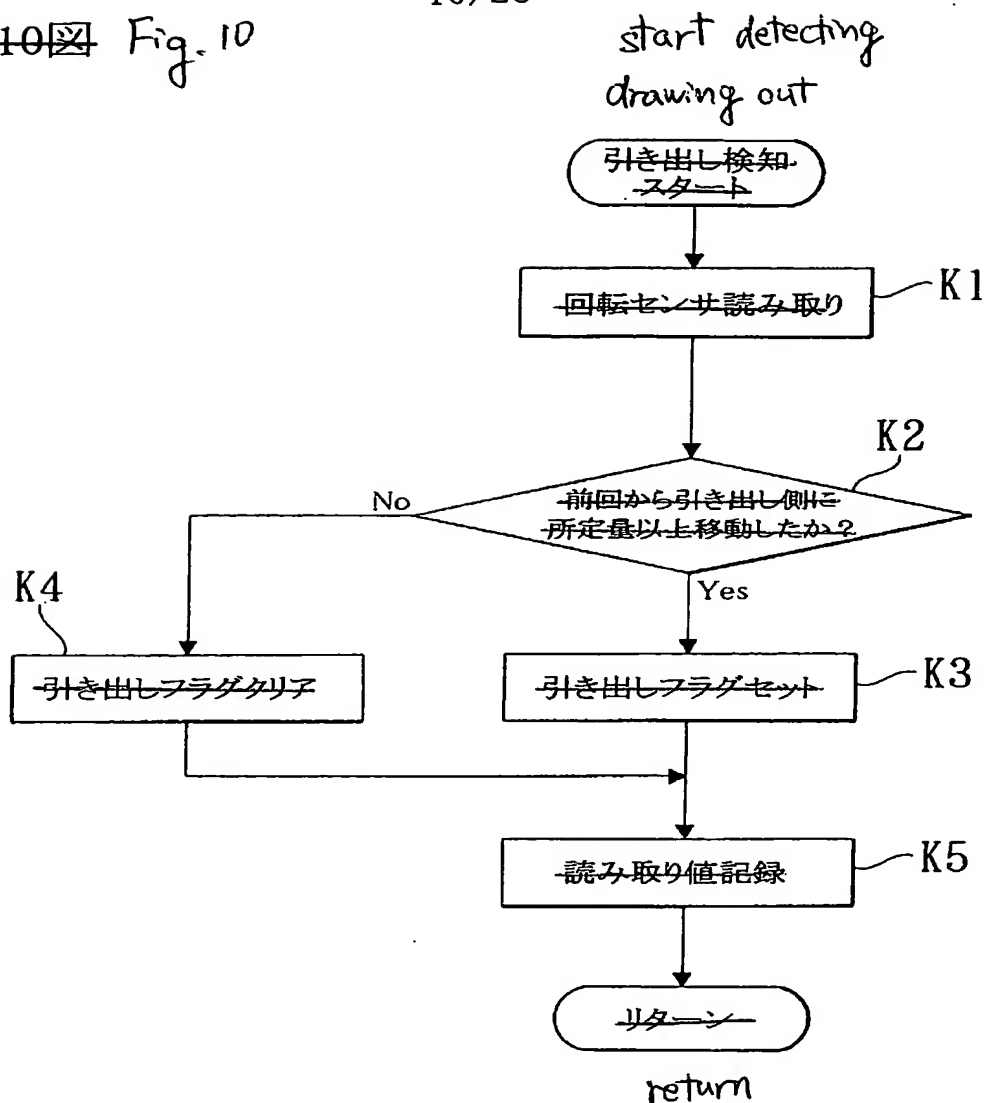 10図 Fig. 10
start detecting
drawing out
引き出し検知
スタート
回転センサ読み取り
K1
K2
前回から引き出し側に
所定量以上移動したか?
No
Yes
K4
引き出しフラグクリア
引き出しフラグセット
K3
読み取り値記録
K5
リターン
return